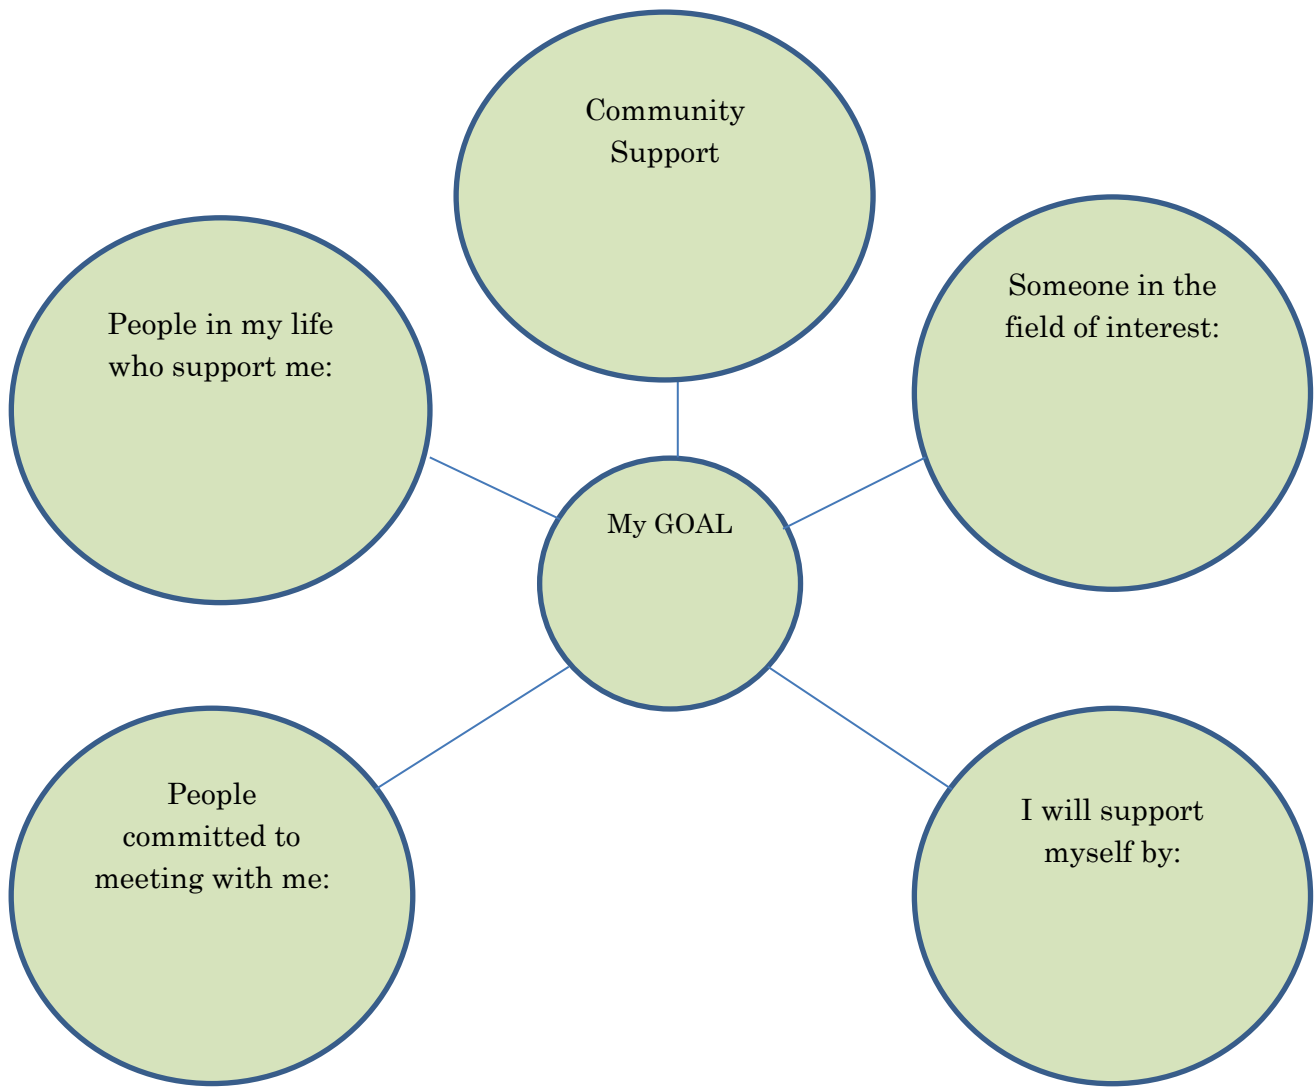 Community
Support
Someone in the
field of interest:
People in my life
who support me:
My GOAL
People
committed to
meeting with me:
I will support
myself by: